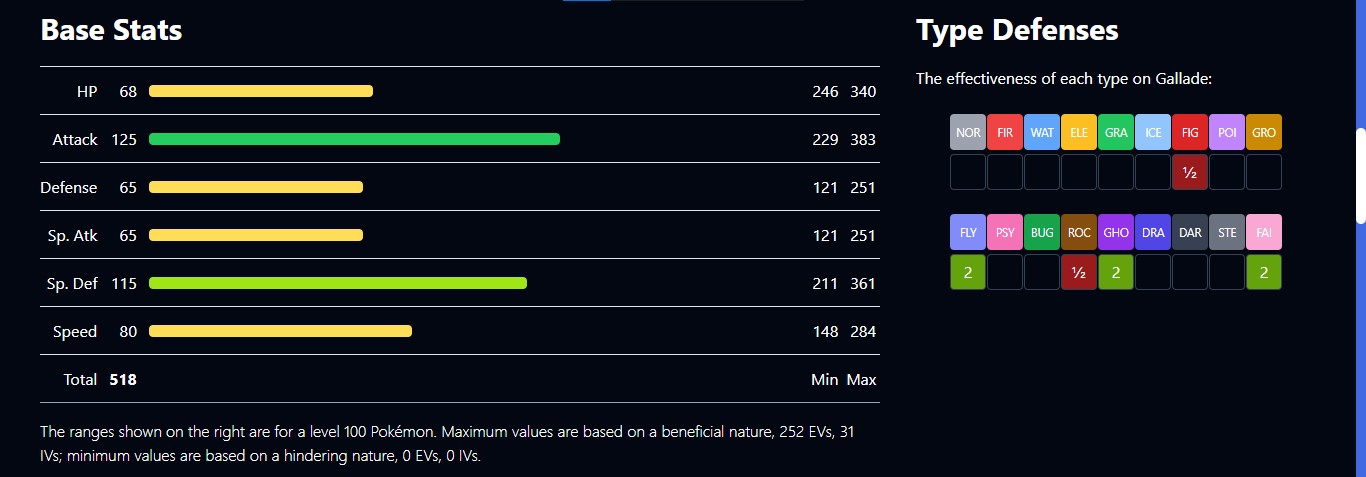 Base Stats
HP 68 246 340
Attack 125 229 383
Defense 65 121 251
Sp. Atk 65 121 251
Sp. Def 115 211 361
Speed 80 148 284
Total 518 Min Max
The ranges shown on the right are for a level 100 Pokémon. Maximum values are based on a beneficial nature, 252 EVs, 31
IVs; minimum values are based on a hindering nature, 0 EVs, 0 IVs.
Type Defenses
The effectiveness of each type on Gallade:
NOR FIR WAT ELE GRA ICE FIG POI GRO
½
FLY PSY BUG ROC GHO DRA DAR STE FAI
2 ½ 2 2